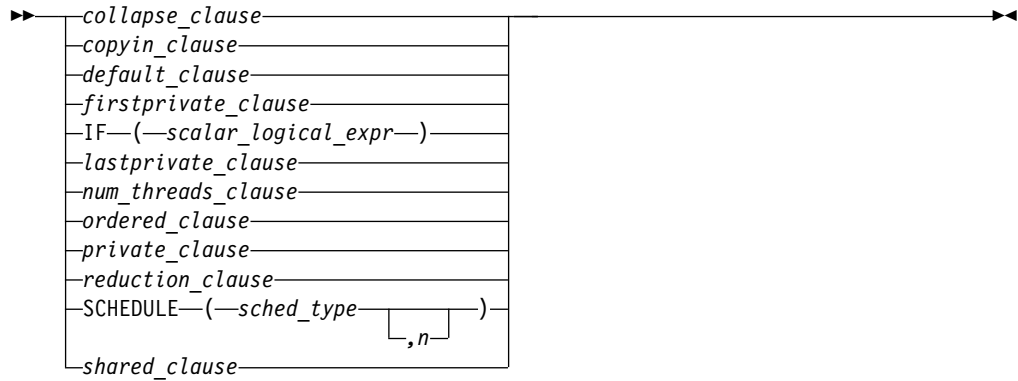 collapse_clause
copyin_clause
default_clause
firstprivate_clause
IF ( scalar_logical_expr )
lastprivate_clause
num_threads_clause
ordered_clause
private_clause
reduction_clause
SCHEDULE ( sched_type ,n )
shared_clause